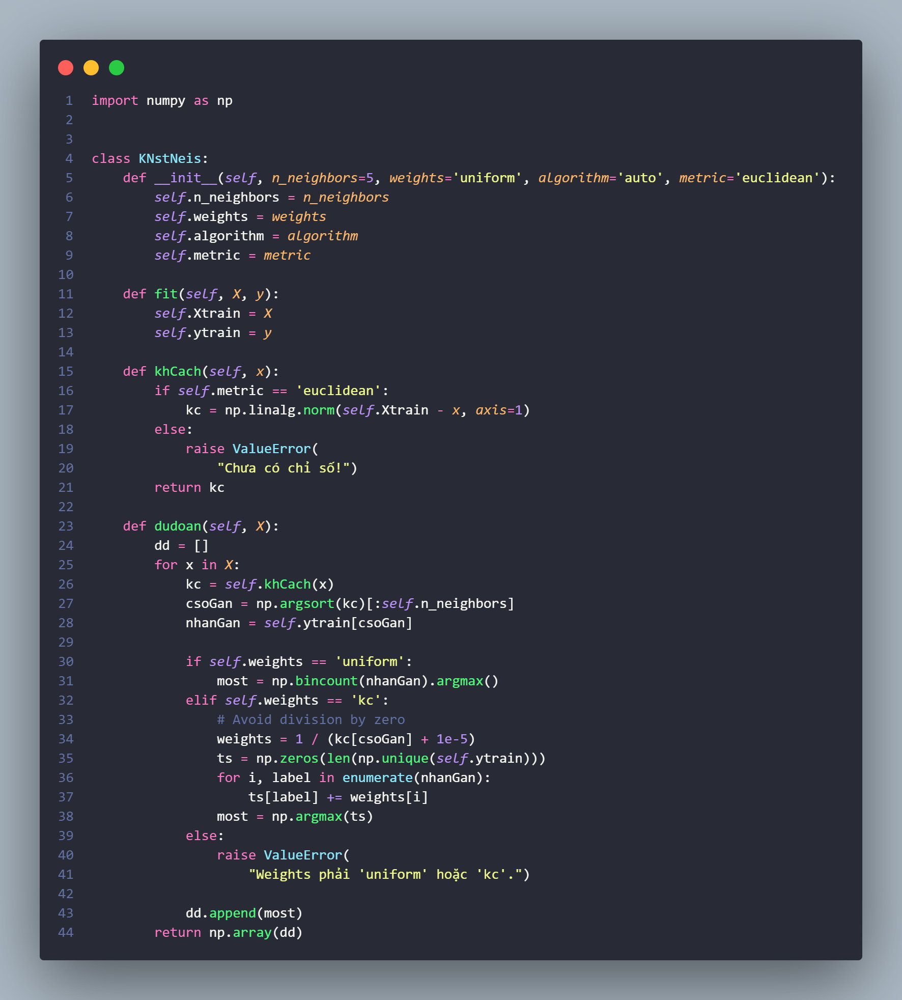 1 import numpy as np
2
3
4 class KNstNeis:
5     def __init__(self, n_neighbors=5, weights='uniform', algorithm='auto', metric='euclidean'):
6         self.n_neighbors = n_neighbors
7         self.weights = weights
8         self.algorithm = algorithm
9         self.metric = metric
10
11     def fit(self, X, y):
12         self.Xtrain = X
13         self.ytrain = y
14
15     def khCach(self, x):
16         if self.metric == 'euclidean':
17             kc = np.linalg.norm(self.Xtrain - x, axis=1)
18         else:
19             raise ValueError(
20                 "Chưa có chỉ số!")
21         return kc
22
23     def dudoan(self, X):
24         dd = []
25         for x in X:
26             kc = self.khCach(x)
27             csoGan = np.argsort(kc)[:self.n_neighbors]
28             nhanGan = self.ytrain[csoGan]
29
30             if self.weights == 'uniform':
31                 most = np.bincount(nhanGan).argmax()
32             elif self.weights == 'kc':
33                 # Avoid division by zero
34                 weights = 1 / (kc[csoGan] + 1e-5)
35                 ts = np.zeros(len(np.unique(self.ytrain)))
36                 for i, label in enumerate(nhanGan):
37                     ts[label] += weights[i]
38                 most = np.argmax(ts)
39             else:
40                 raise ValueError(
41                     "Weights phải 'uniform' hoặc 'kc'.")
42
43             dd.append(most)
44         return np.array(dd)